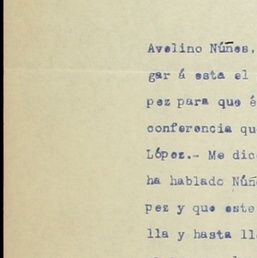 Avelino Núñes,
gar á esta el
pez para que é
conferencia qu
López.- Me dic
ha hablado Núñ
pez y que este
lla y hasta ll